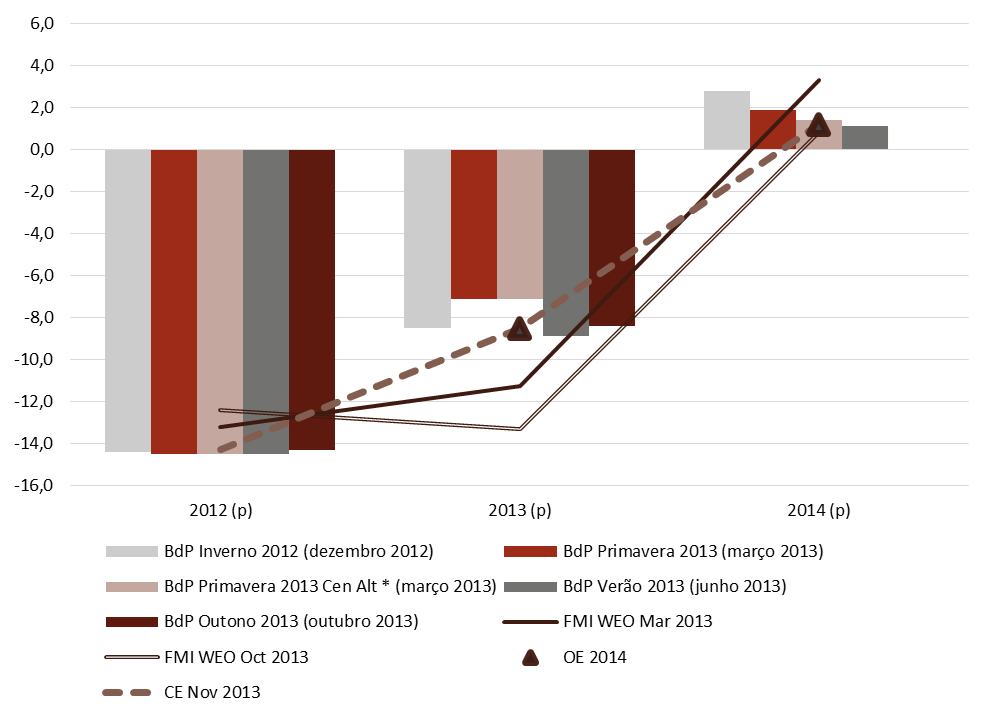 6,0
4,0
2,0
0,0
-2,0
-4,0
-6,0
-8,0
-10,0
-12,0
-14,0
-16,0
2012 (p) 2013 (p) 2014 (p)
BdP Inverno 2012 (dezembro 2012) BdP Primavera 2013 (março 2013)
BdP Primavera 2013 Cen Alt * (março 2013) BdP Verão 2013 (junho 2013)
BdP Outono 2013 (outubro 2013) FMI WEO Mar 2013
FMI WEO Oct 2013 OE 2014
CE Nov 2013